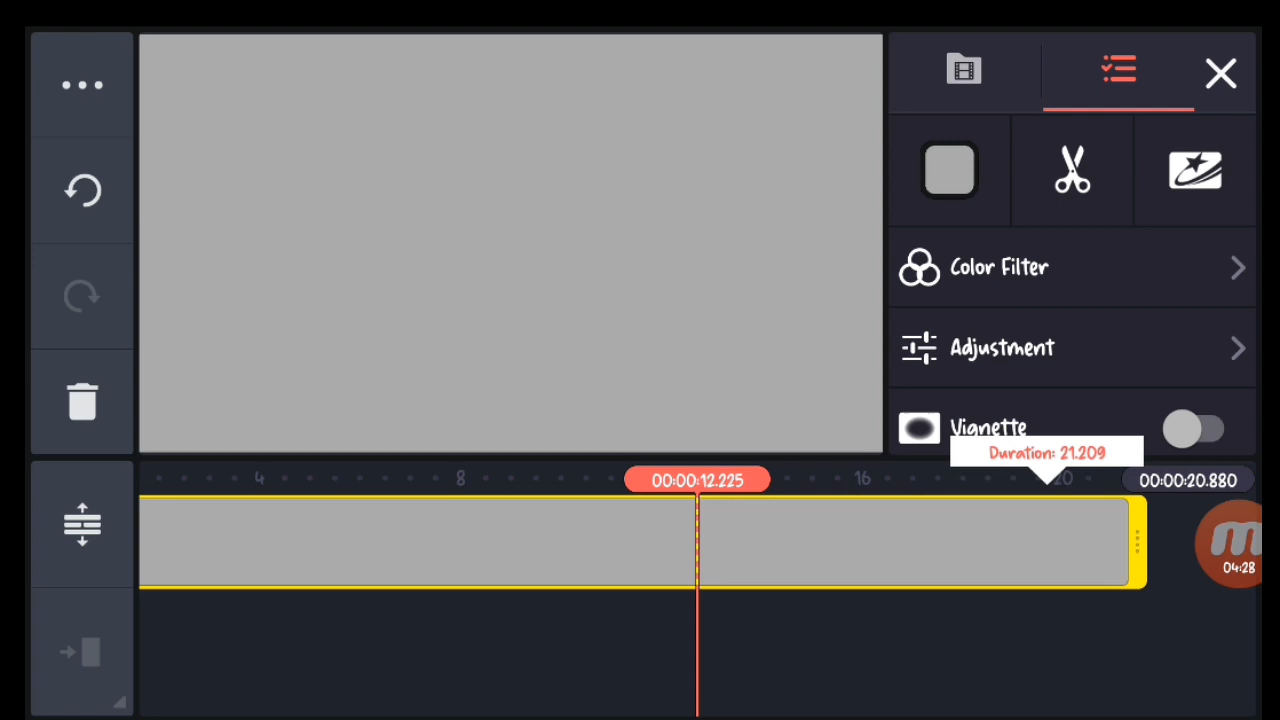 Color Filter
Adjustment
Vignette
Duration: 21.209
4
8
00:00:12.225
16
20
00:00:20.880
m
04:28